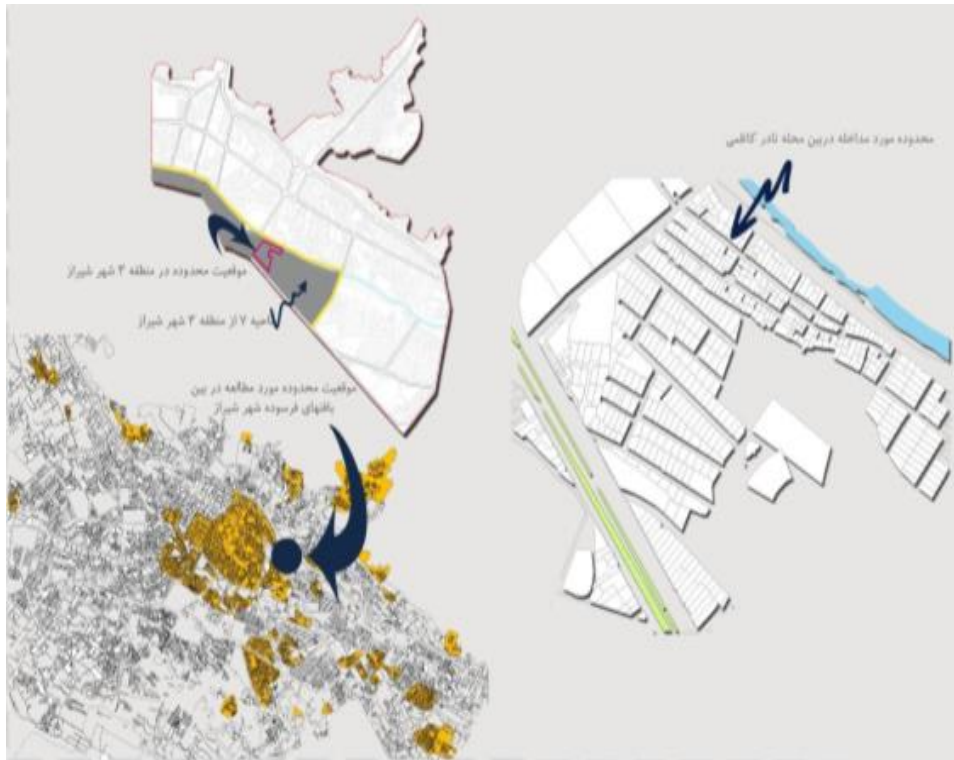 محدوده مورد مداخله دربین محله نادر کاظمی
موقعیت محدوده در منطقه ۳ شهر شیراز
ناحیه ۷ از منطقه ۳ شهر شیراز
موقعیت محدوده مورد مطالعه در بین
بافتهای فرسوده شهر شیراز